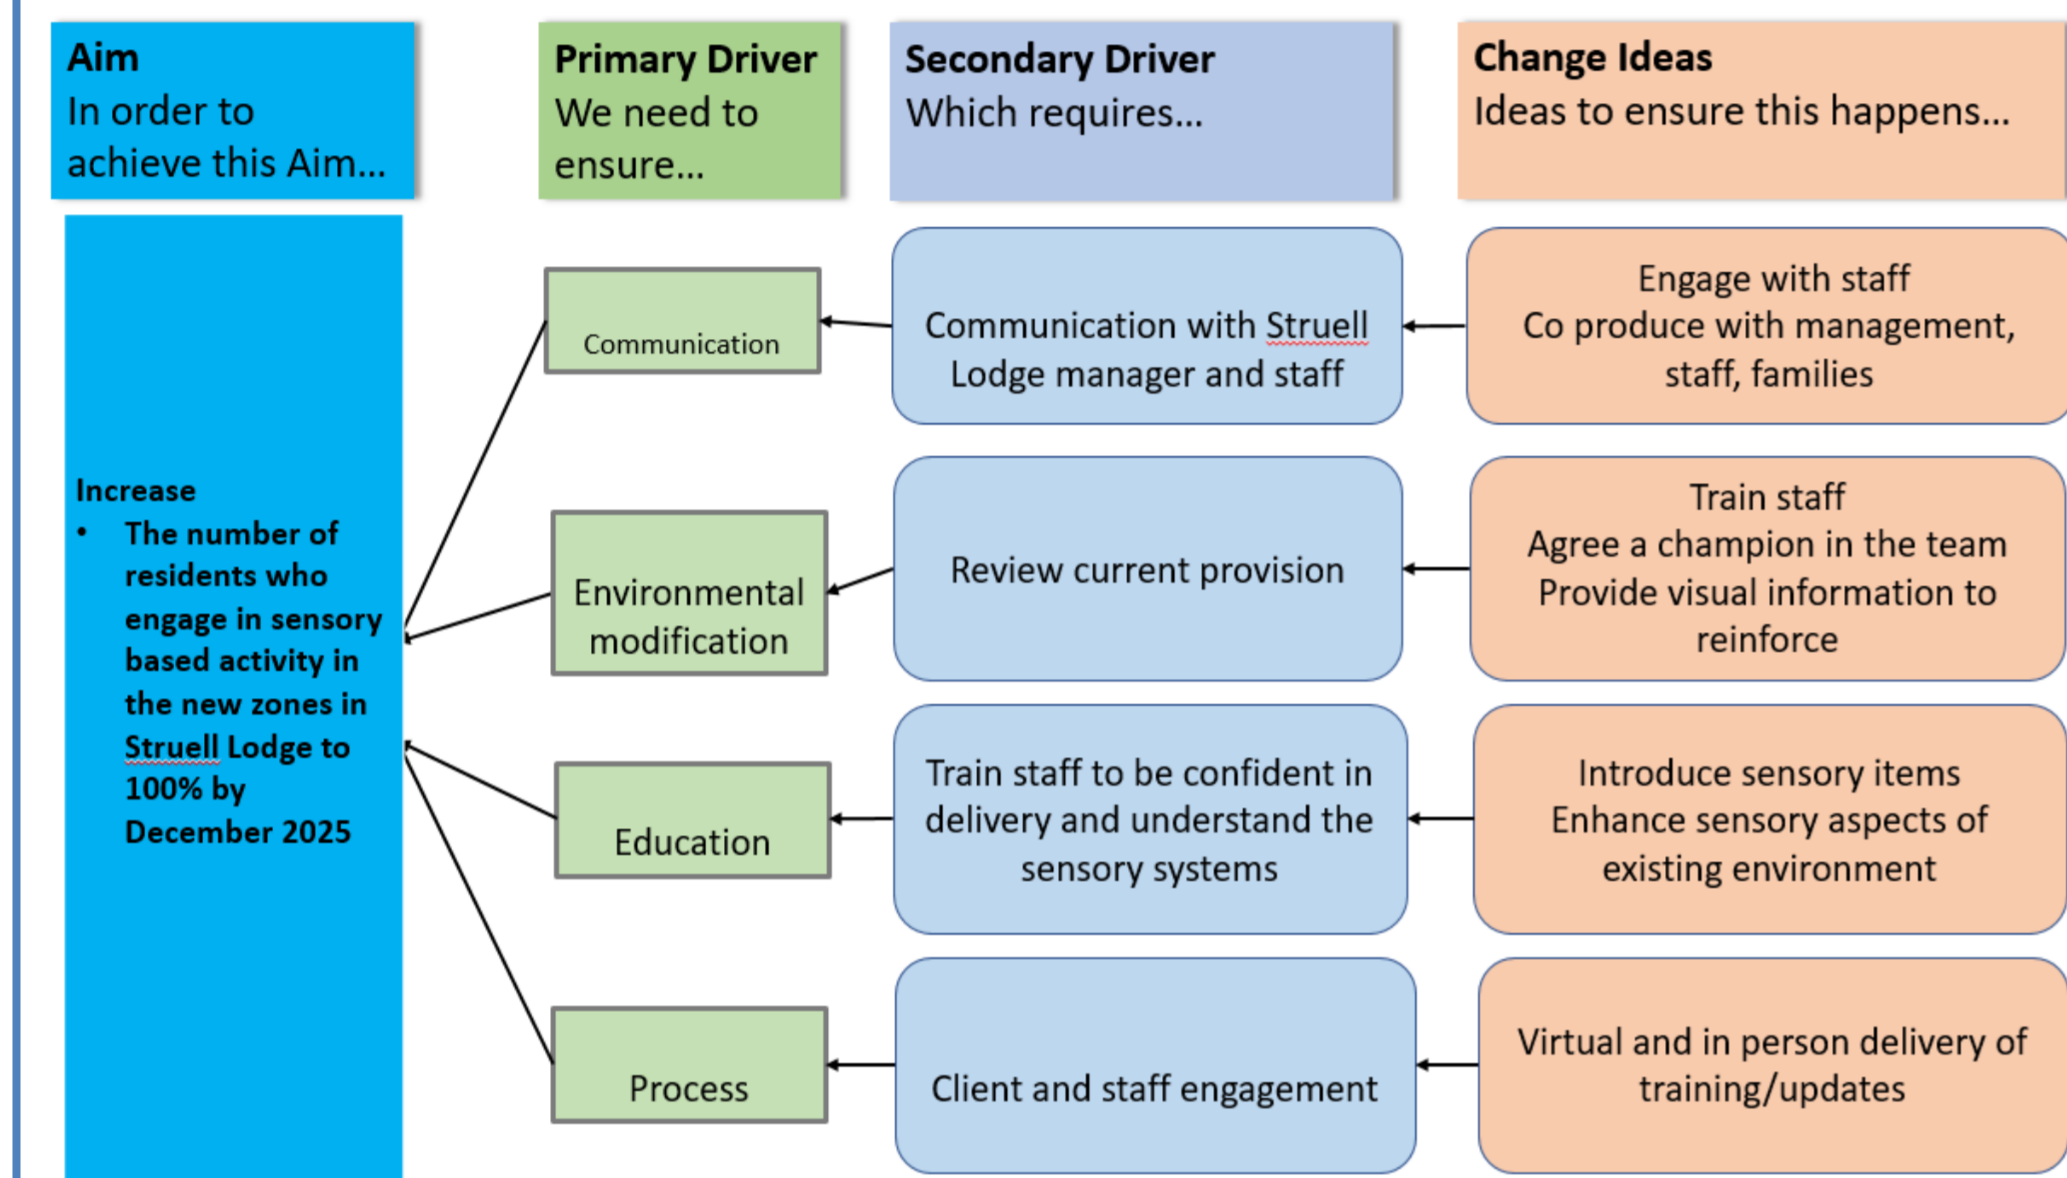 Aim
In order to
achieve this Aim...
Primary Driver
We need to
ensure...
Secondary Driver
Which requires...
Change Ideas
Ideas to ensure this happens...
Increase
• The number of
residents who
engage in sensory
based activity in
the new zones in
Struell Lodge to
100% by
December 2025
Communication
Communication with Struell
Lodge manager and staff
Engage with staff
Co produce with management,
staff, families
Environmental
modification
Review current provision
Train staff
Agree a champion in the team
Provide visual information to
reinforce
Education
Train staff to be confident in
delivery and understand the
sensory systems
Introduce sensory items
Enhance sensory aspects of
existing environment
Process
Client and staff engagement
Virtual and in person delivery of
training/updates